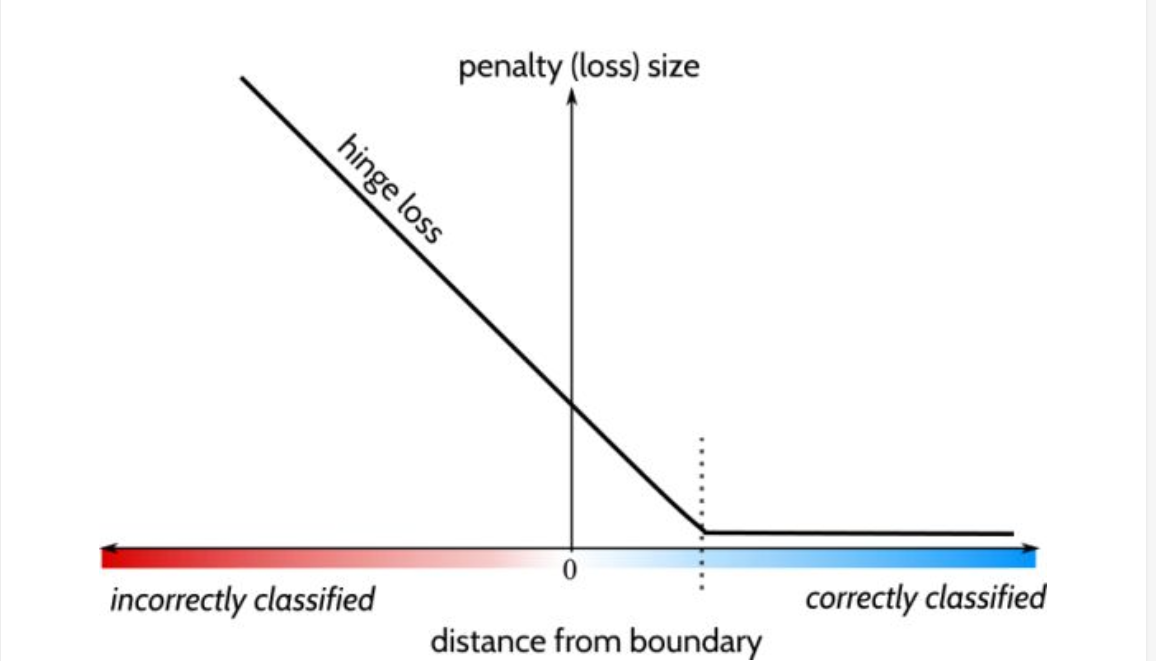 penalty (loss) size
hinge loss
0
incorrectly classified
correctly classified
distance from boundary